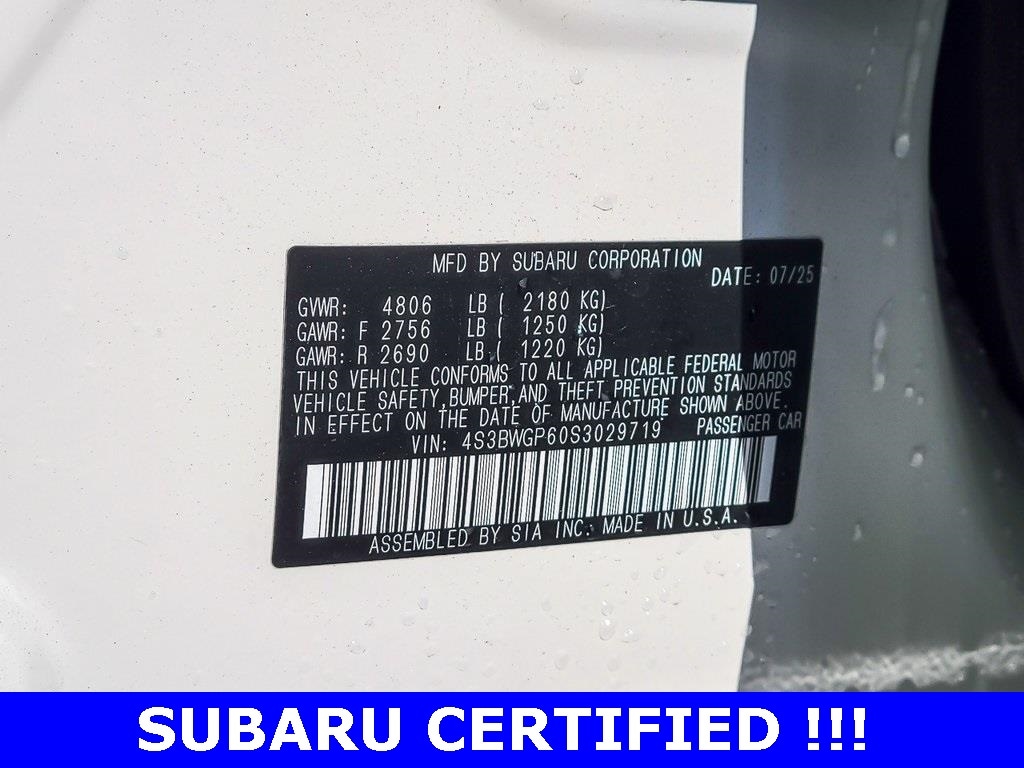 MFD BY SUBARU CORPORATION
DATE: 07/25
GVWR: 4806 LB ( 2180 KG)
GAWR: F 2756 LB ( 1250 KG)
GAWR: R 2690 LB ( 1220 KG)
THIS VEHICLE CONFORMS TO ALL APPLICABLE FEDERAL MOTOR
VEHICLE SAFETY, BUMPER, AND THEFT PREVENTION STANDARDS
IN EFFECT ON THE DATE OF MANUFACTURE SHOWN ABOVE.
VIN: 4S3BWGP60S3029719 PASSENGER CAR
ASSEMBLED BY SIA INC. MADE IN U.S.A.
SUBARU CERTIFIED !!!